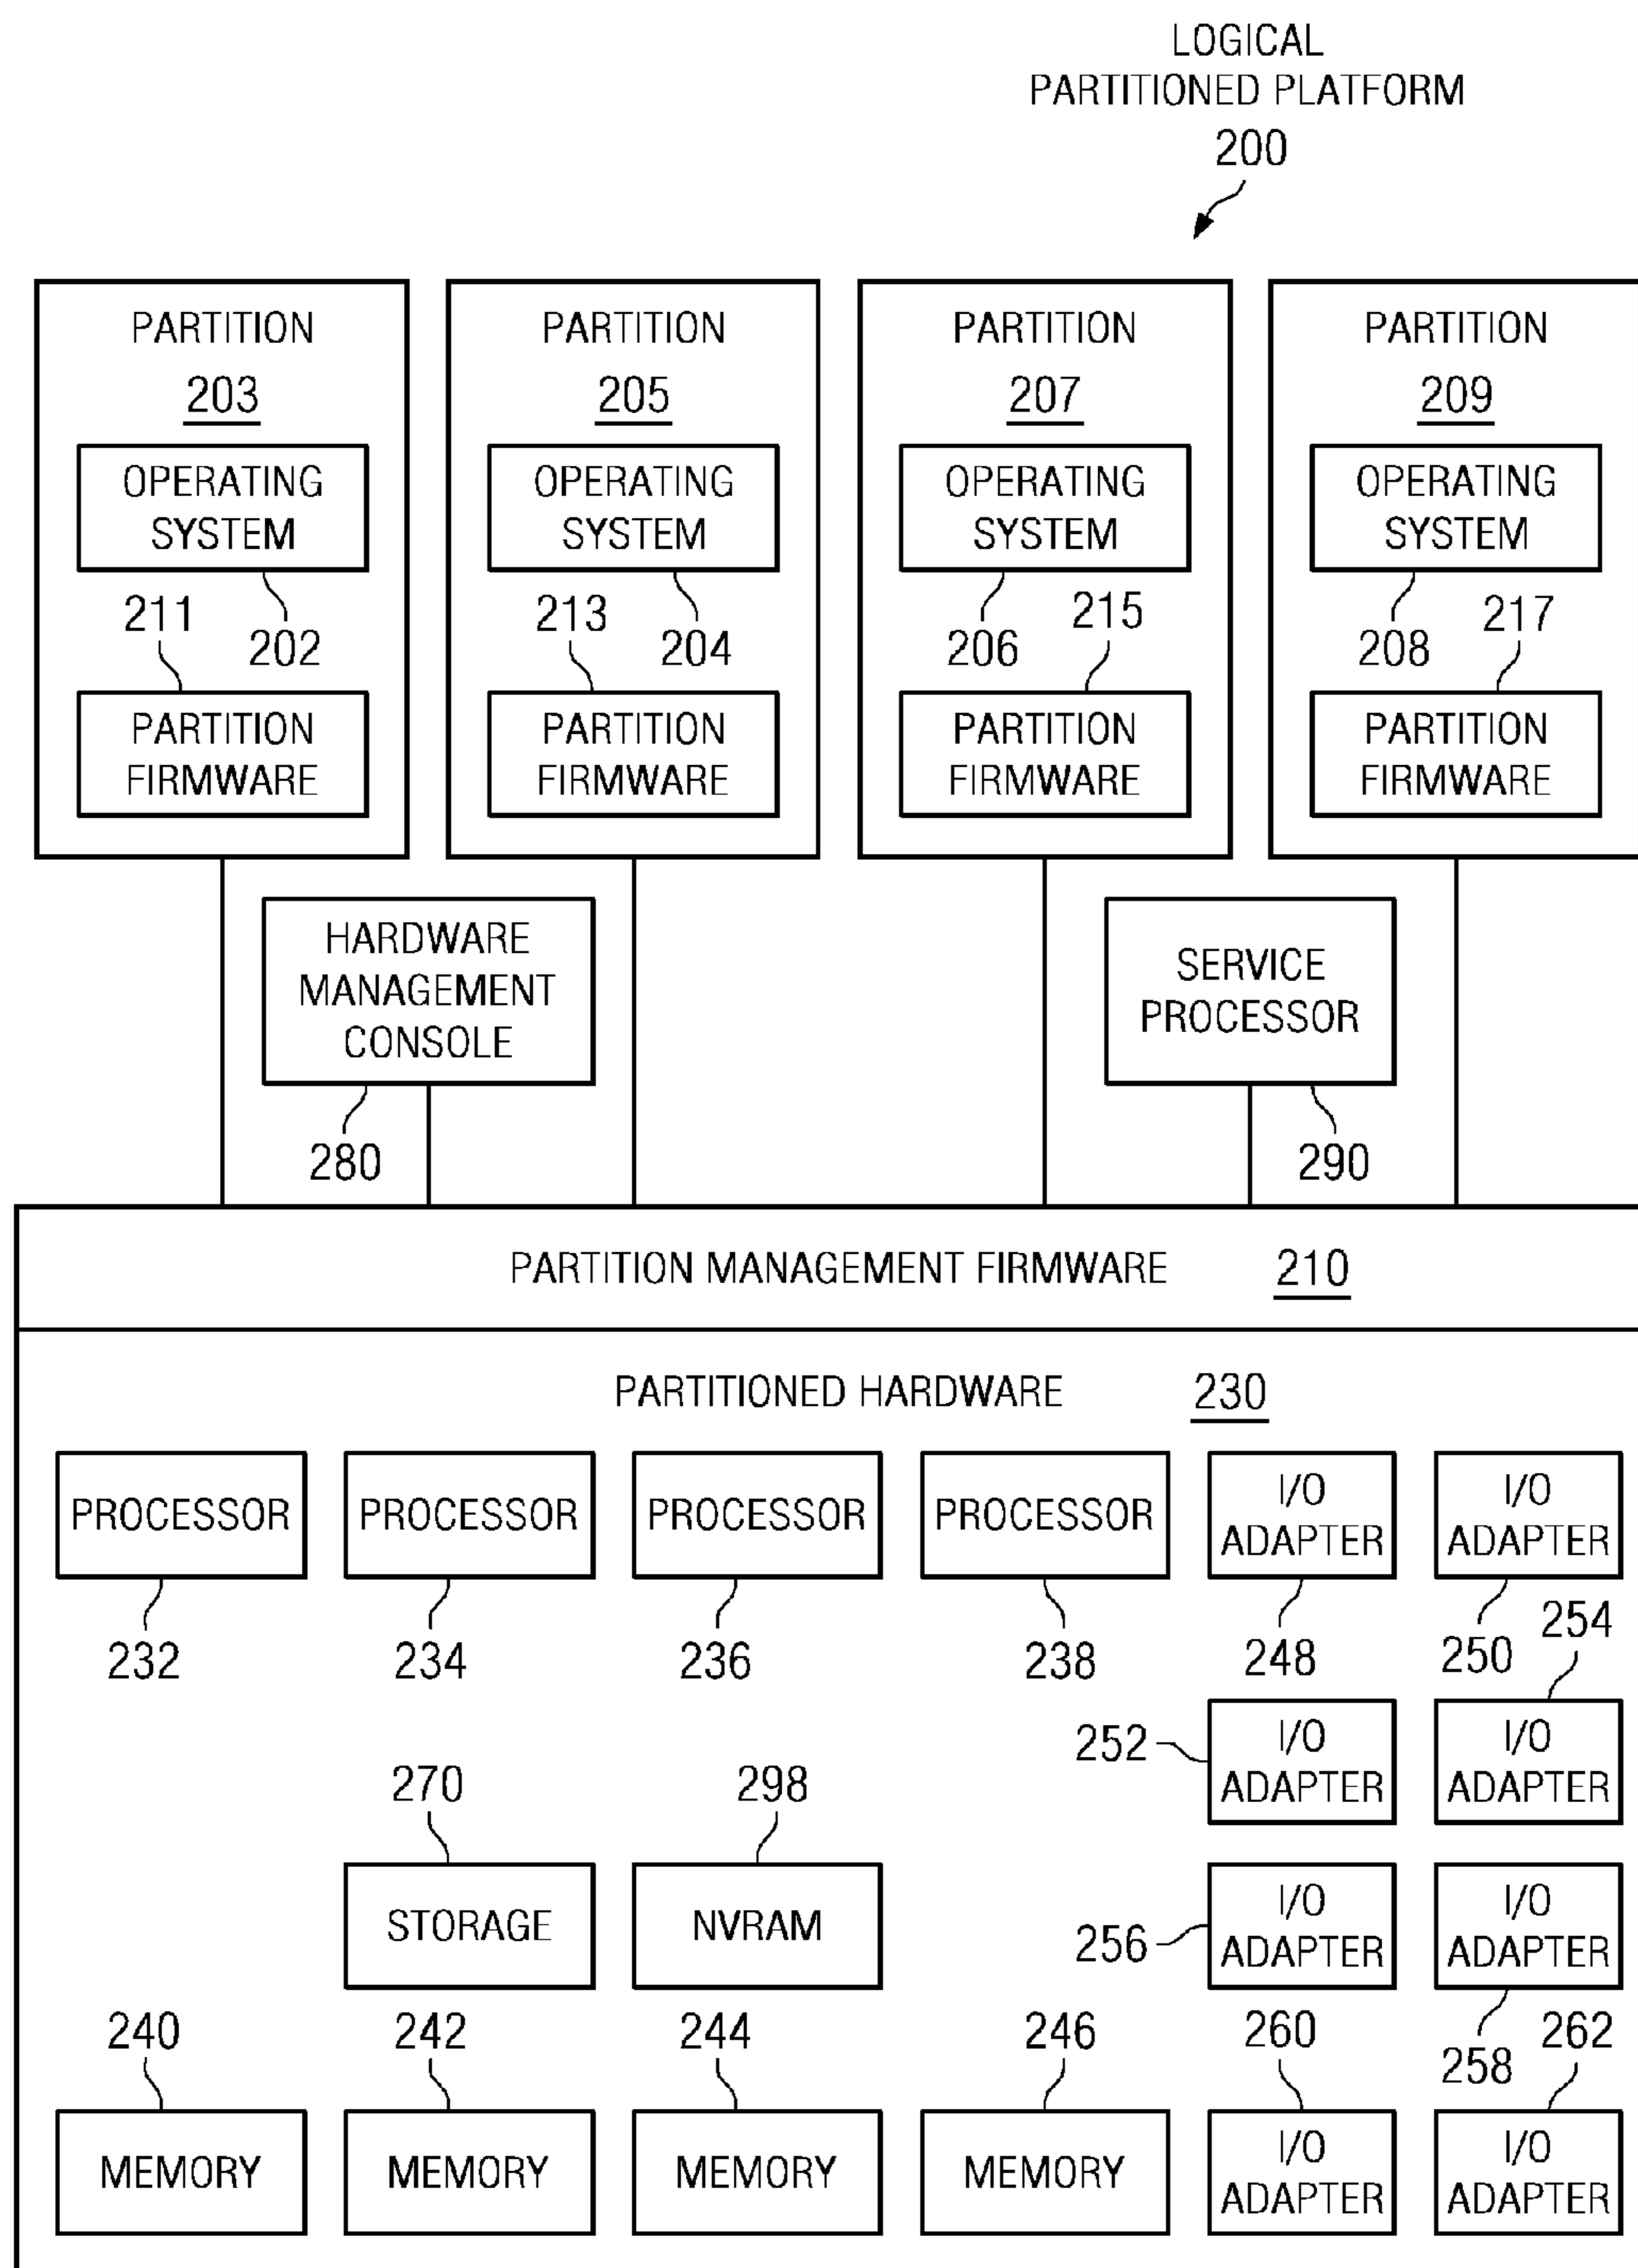 LOGICAL
PARTITIONED PLATFORM
200
PARTITION
203
OPERATING
SYSTEM
211
202
PARTITION
FIRMWARE
PARTITION
205
OPERATING
SYSTEM
213
204
PARTITION
FIRMWARE
PARTITION
207
OPERATING
SYSTEM
206
215
PARTITION
FIRMWARE
PARTITION
209
OPERATING
SYSTEM
208
217
PARTITION
FIRMWARE
HARDWARE
MANAGEMENT
CONSOLE
280
SERVICE
PROCESSOR
290
PARTITION MANAGEMENT FIRMWARE 210
PARTITIONED HARDWARE 230
PROCESSOR
232
PROCESSOR
234
PROCESSOR
236
PROCESSOR
238
I/O
ADAPTER
248
I/O
ADAPTER
250
254
252
I/O
ADAPTER
I/O
ADAPTER
270
STORAGE
298
NVRAM
256
I/O
ADAPTER
I/O
ADAPTER
258
240
MEMORY
242
MEMORY
244
MEMORY
246
MEMORY
260
I/O
ADAPTER
262
I/O
ADAPTER